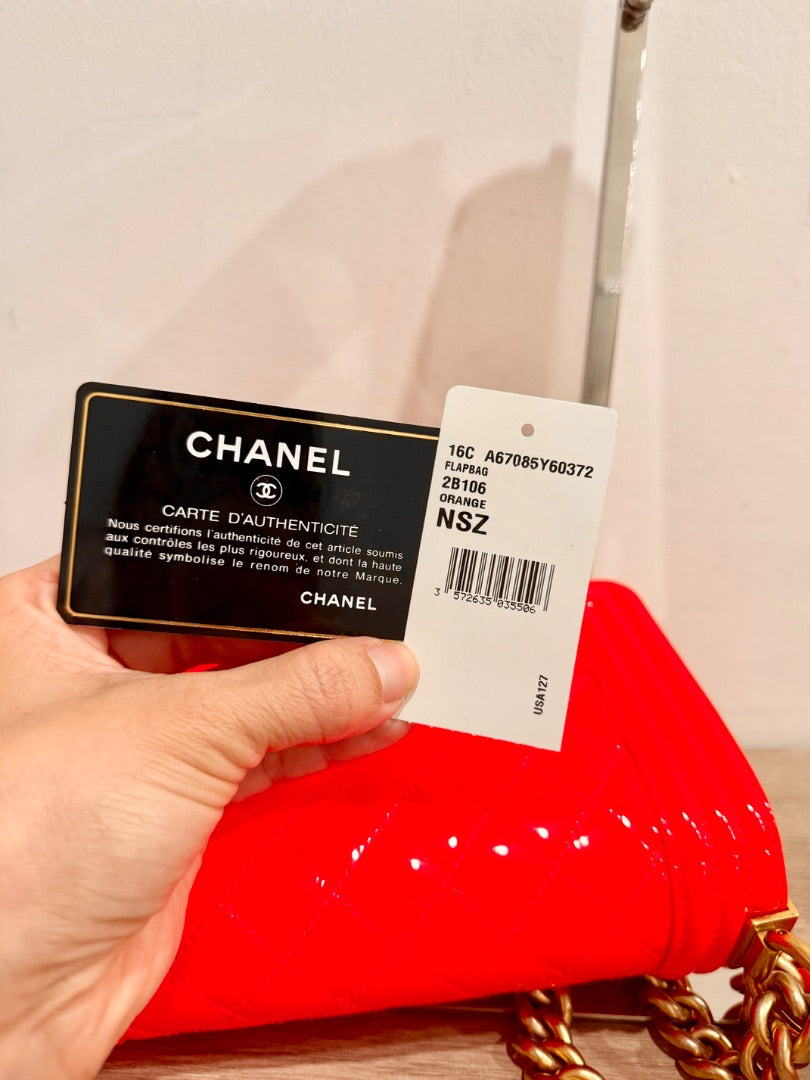 CHANEL
CARTE D'AUTHENTICITÉ
Nous certifions l'authenticité de cet article soumis
aux contrôles les plus rigoureux, et dont la haute
qualité symbolise le renom de notre Marque.
CHANEL
16C A67085Y60372
FLAPBAG
2B106
ORANGE
NSZ
3 572635 035506
USA127